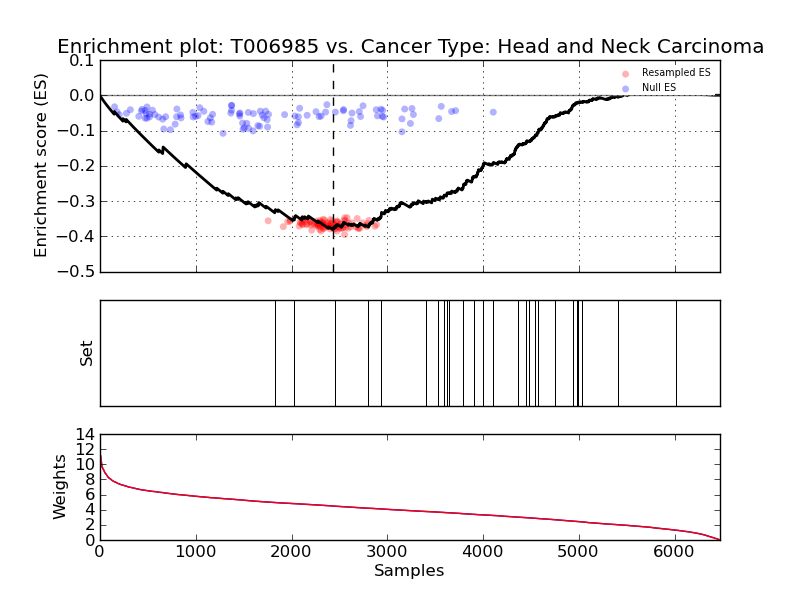 Enrichment plot: T006985 vs. Cancer Type: Head and Neck Carcinoma
0.1
0.0
−0.1
−0.2
−0.3
−0.4
−0.5
Enrichment score (ES)
Resampled ES
Null ES
Set
14
12
10
8
6
4
2
0
Weights
0 1000 2000 3000 4000 5000 6000
Samples